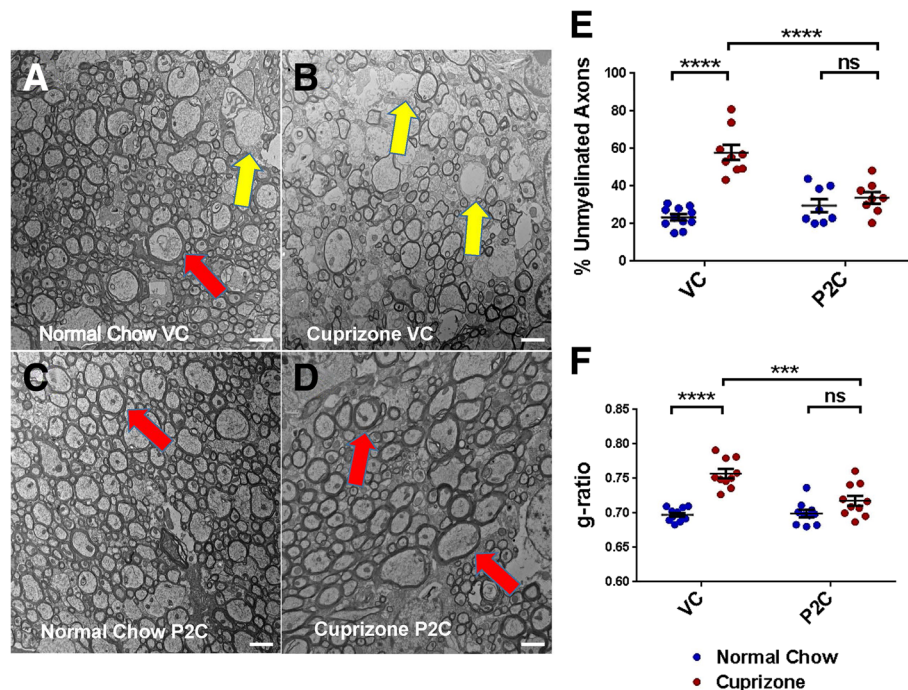 A
B
Normal Chow VC
Cuprizone VC
C
D
Normal Chow P2C
Cuprizone P2C
E
****
****
ns
% Unmyelinated Axons
100
80
60
40
20
0
VC
P2C
F
***
****
ns
g-ratio
0.85
0.80
0.75
0.70
0.65
0.60
VC
P2C
Normal Chow
Cuprizone